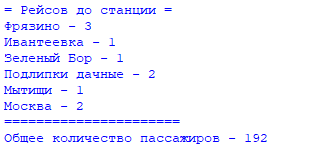 = Рейсов до станции =
Фрязино - 3
Ивантеевка - 1
Зеленый Бор - 1
Подлипки дачные - 2
Мытищи - 1
Москва - 2
======================
Общее количество пассажиров - 192